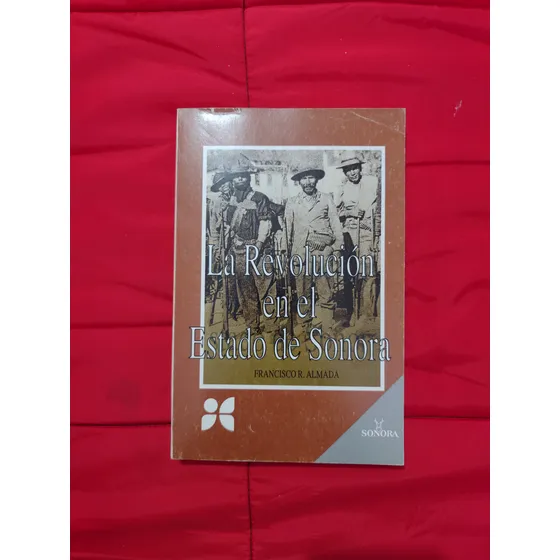 La Revolución
en el
Estado de Sonora
FRANCISCO R. ALMADA
SONORA